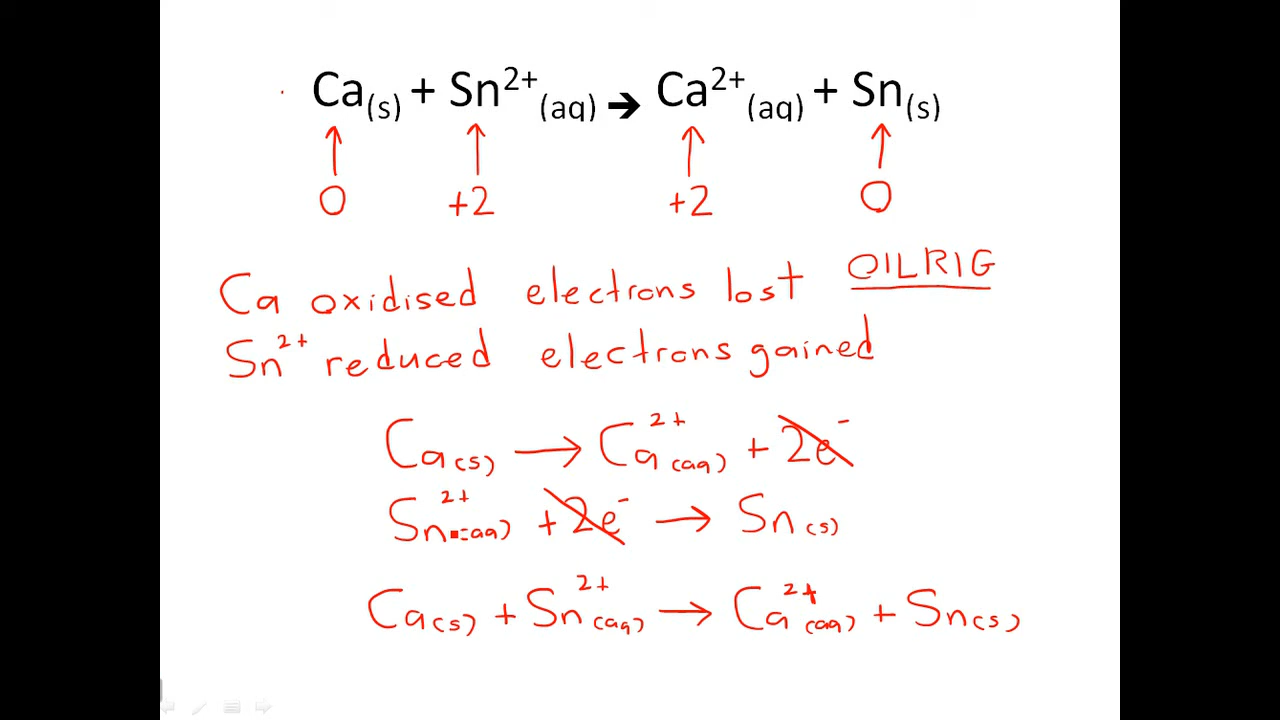 Ca(s) + Sn²⁺(aq) → Ca²⁺(aq) + Sn(s)
0 +2 +2 0
Ca oxidised electrons lost OILRIG
Sn²⁺ reduced electrons gained
Ca(s) → Ca²⁺(aq) + 2e⁻
Sn²⁺(aq) + 2e⁻ → Sn(s)
Ca(s) + Sn²⁺(aq) → Ca²⁺(aq) + Sn(s)